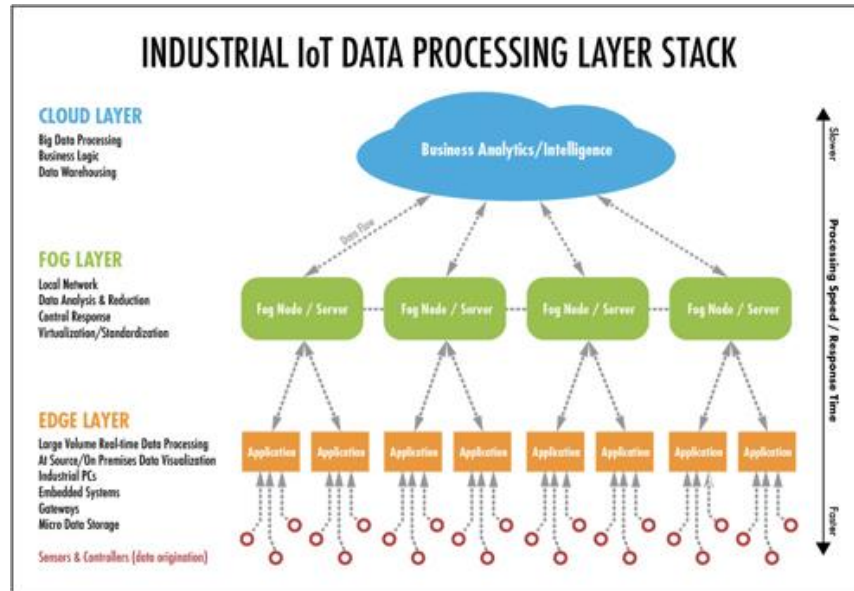 INDUSTRIAL IoT DATA PROCESSING LAYER STACK
CLOUD LAYER
Big Data Processing
Business Logic
Data Warehousing
Business Analytics/Intelligence
Slower
Data Flow
FOG LAYER
Local Network
Data Analysis & Reduction
Control Response
Virtualization/Standardization
Fog Node / Server
Fog Node / Server
Fog Node / Server
Fog Node / Server
Processing Speed / Response Time
EDGE LAYER
Large Volume Real-time Data Processing
At Source/On Premises Data Visualization
Industrial PCs
Embedded Systems
Gateways
Micro Data Storage
Application
Application
Application
Application
Application
Application
Application
Application
Faster
Sensors & Controllers (data origination)